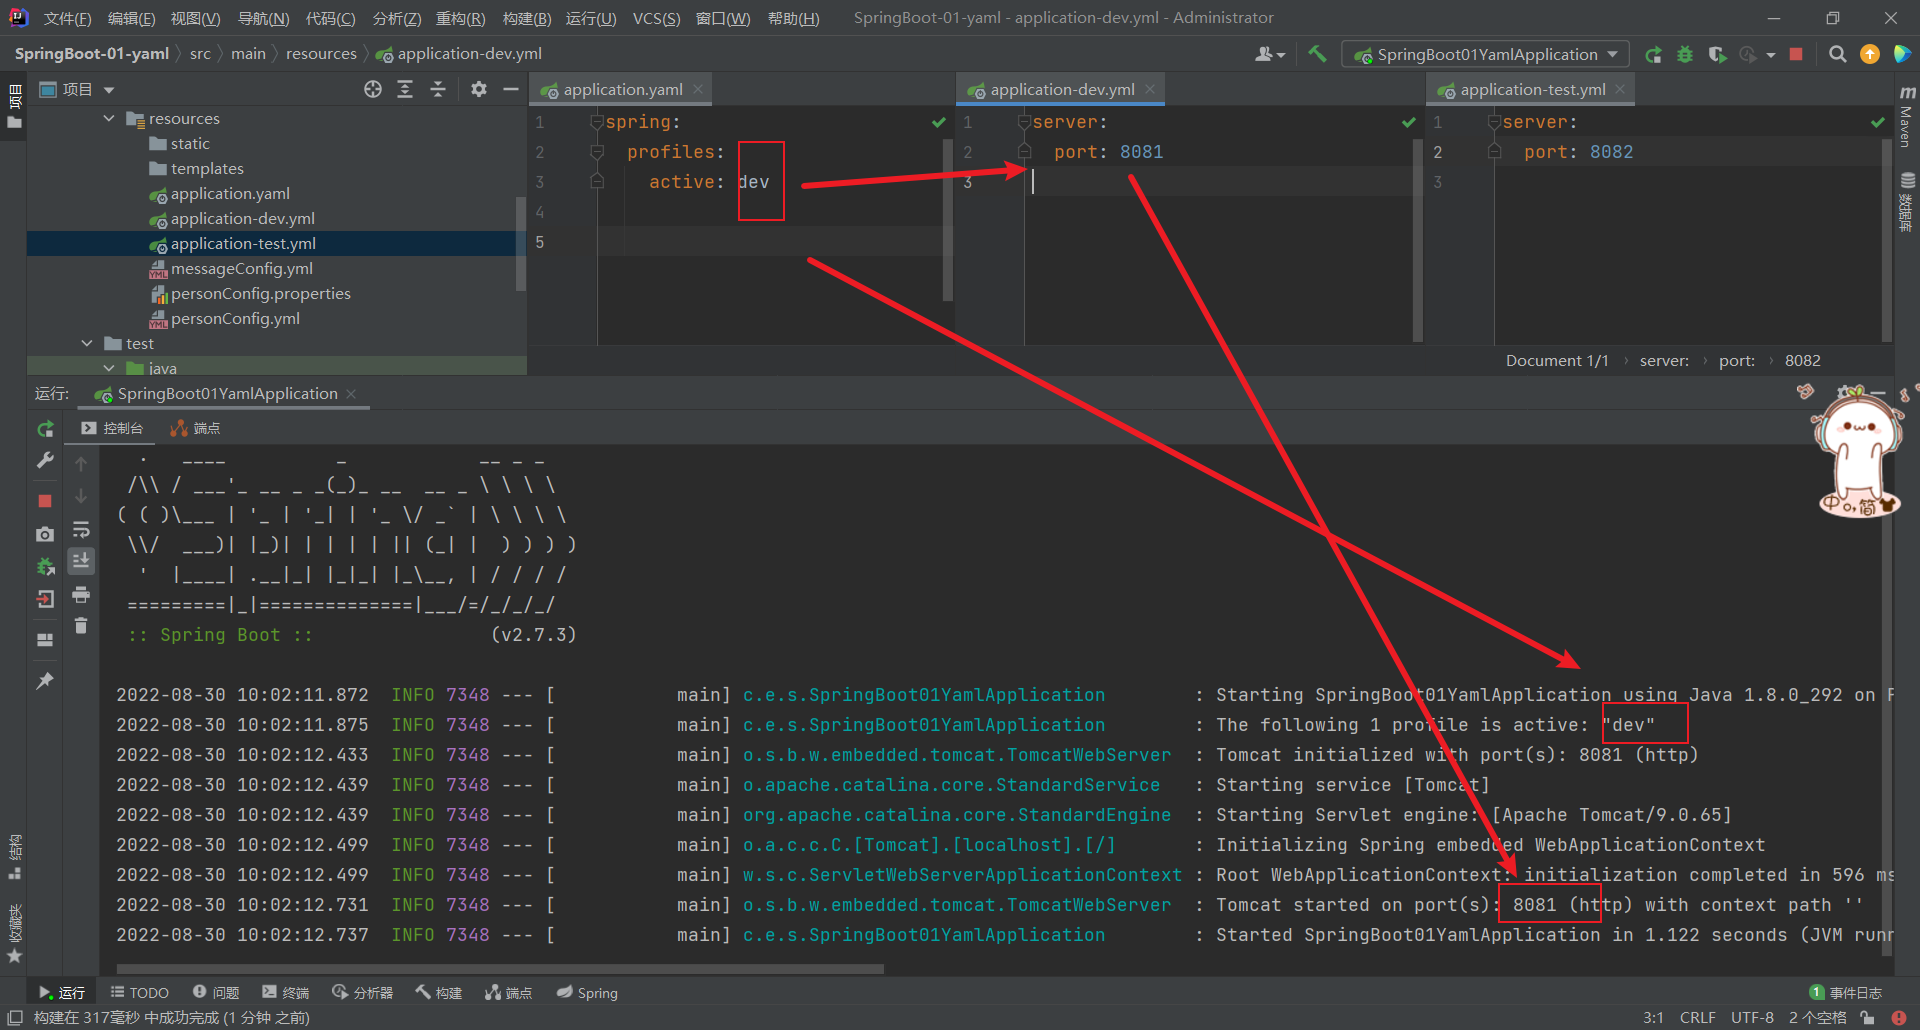 文件(F) 编辑(E) 视图(V) 导航(N) 代码(C) 分析(Z) 重构(R) 构建(B) 运行(U) VCS(S) 窗口(W) 帮助(H) SpringBoot-01-yaml - application-dev.yml - Administrator
SpringBoot-01-yaml src main resources application-dev.yml SpringBoot01YamlApplication
项目
项目
resources
static
templates
application.yaml
application-dev.yml
application-test.yml
messageConfig.yml
personConfig.properties
personConfig.yml
test
java
application.yaml
1 spring:
2 profiles:
3 active: dev
4
5
application-dev.yml
1 server:
2 port: 8081
3
application-test.yml
1 server:
2 port: 8082
3
Document 1/1 server: port: 8082
Maven
数据库
运行: SpringBoot01YamlApplication
控制台 端点
  .   ____          _            __ _ _
 /\\ / ___'_ __ _ _(_)_ __  __ _ \ \ \ \
( ( )\___ | '_ | '_| | '_ \/ _` | \ \ \ \
 \\/  ___)| |_)| | | | | || (_| |  ) ) ) )
  '  |____| .__|_| |_|_| |_\__, | / / / /
 =========|_|==============|___/=/_/_/_/
 :: Spring Boot ::                (v2.7.3)
2022-08-30 10:02:11.872  INFO 7348 --- [           main] c.e.s.SpringBoot01YamlApplication        : Starting SpringBoot01YamlApplication using Java 1.8.0_292 on
2022-08-30 10:02:11.875  INFO 7348 --- [           main] c.e.s.SpringBoot01YamlApplication        : The following 1 profile is active: "dev"
2022-08-30 10:02:12.433  INFO 7348 --- [           main] o.s.b.w.embedded.tomcat.TomcatWebServer  : Tomcat initialized with port(s): 8081 (http)
2022-08-30 10:02:12.439  INFO 7348 --- [           main] o.apache.catalina.core.StandardService   : Starting service [Tomcat]
2022-08-30 10:02:12.439  INFO 7348 --- [           main] org.apache.catalina.core.StandardEngine  : Starting Servlet engine: [Apache Tomcat/9.0.65]
2022-08-30 10:02:12.499  INFO 7348 --- [           main] o.a.c.c.C.[Tomcat].[localhost].[/]       : Initializing Spring embedded WebApplicationContext
2022-08-30 10:02:12.499  INFO 7348 --- [           main] w.s.c.ServletWebServerApplicationContext : Root WebApplicationContext: initialization completed in 596 ms
2022-08-30 10:02:12.731  INFO 7348 --- [           main] o.s.b.w.embedded.tomcat.TomcatWebServer  : Tomcat started on port(s): 8081 (http) with context path ''
2022-08-30 10:02:12.737  INFO 7348 --- [           main] c.e.s.SpringBoot01YamlApplication        : Started SpringBoot01YamlApplication in 1.122 seconds (JVM runn
中 简
结构
收藏夹
运行 TODO 问题 终端 分析器 构建 端点 Spring 1 事件日志
构建在 317毫秒 中成功完成 (1 分钟 之前) 3:1 CRLF UTF-8 2 个空格